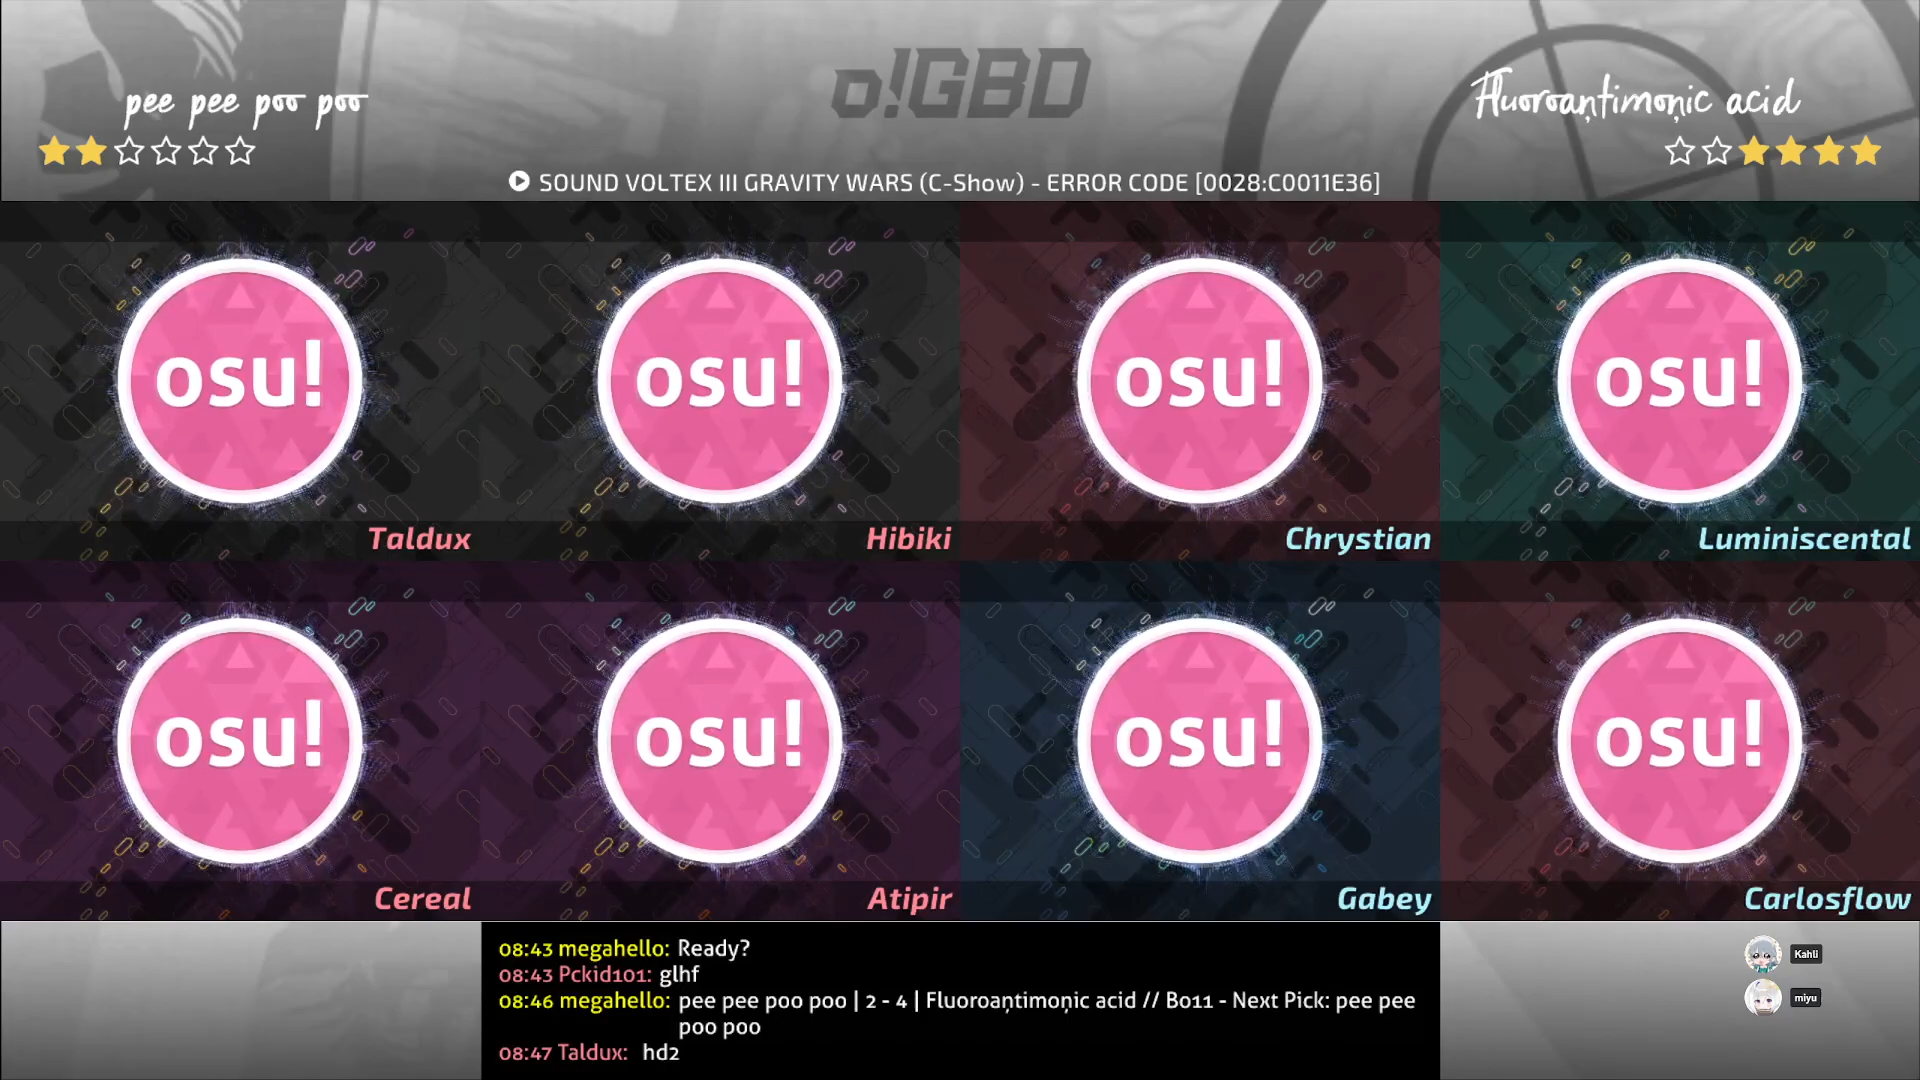 o!GBD
pee pee poo poo
Fluoroaņtimoņic acid
SOUND VOLTEX III GRAVITY WARS (C-Show) - ERROR CODE [0028:C0011E36]
osu!
osu!
osu!
osu!
Taldux
Hibiki
Chrystian
Luminiscental
osu!
osu!
osu!
osu!
Cereal
Atipir
Gabey
Carlosflow
08:43 megahello: Ready?
08:43 Pckid101: glhf
08:46 megahello: pee pee poo poo | 2 - 4 | Fluoroaņtimoņic acid // Bo11 - Next Pick: pee pee
poo poo
08:47 Taldux: hd2
Kahli
miyu